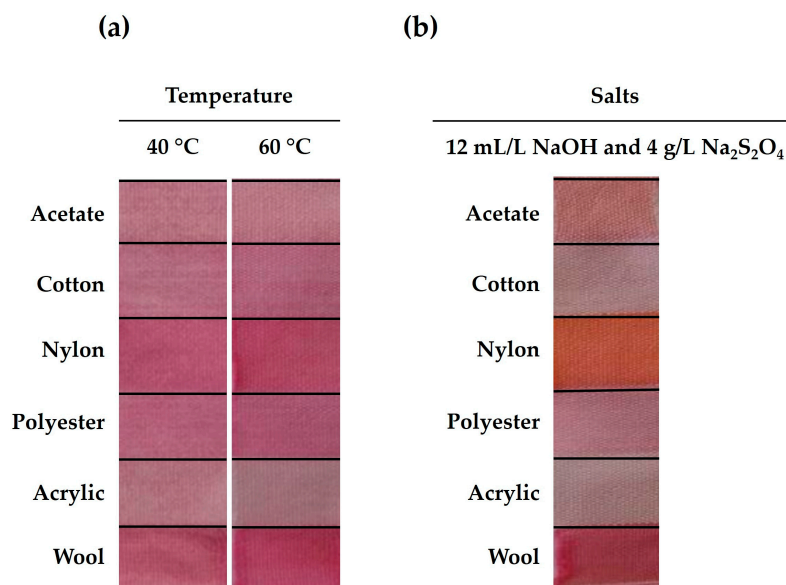 (a)
Temperature
40 °C 60 °C
Acetate
Cotton
Nylon
Polyester
Acrylic
Wool
(b)
Salts
12 mL/L NaOH and 4 g/L Na₂S₂O₄
Acetate
Cotton
Nylon
Polyester
Acrylic
Wool